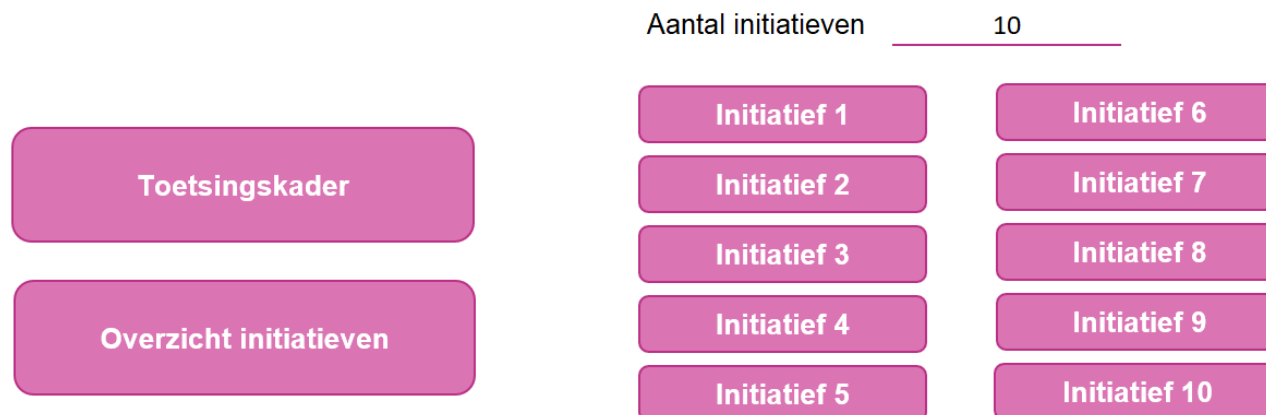 Aantal initiatieven 10
Toetsingskader
Overzicht initiatieven
Initiatief 1
Initiatief 2
Initiatief 3
Initiatief 4
Initiatief 5
Initiatief 6
Initiatief 7
Initiatief 8
Initiatief 9
Initiatief 10